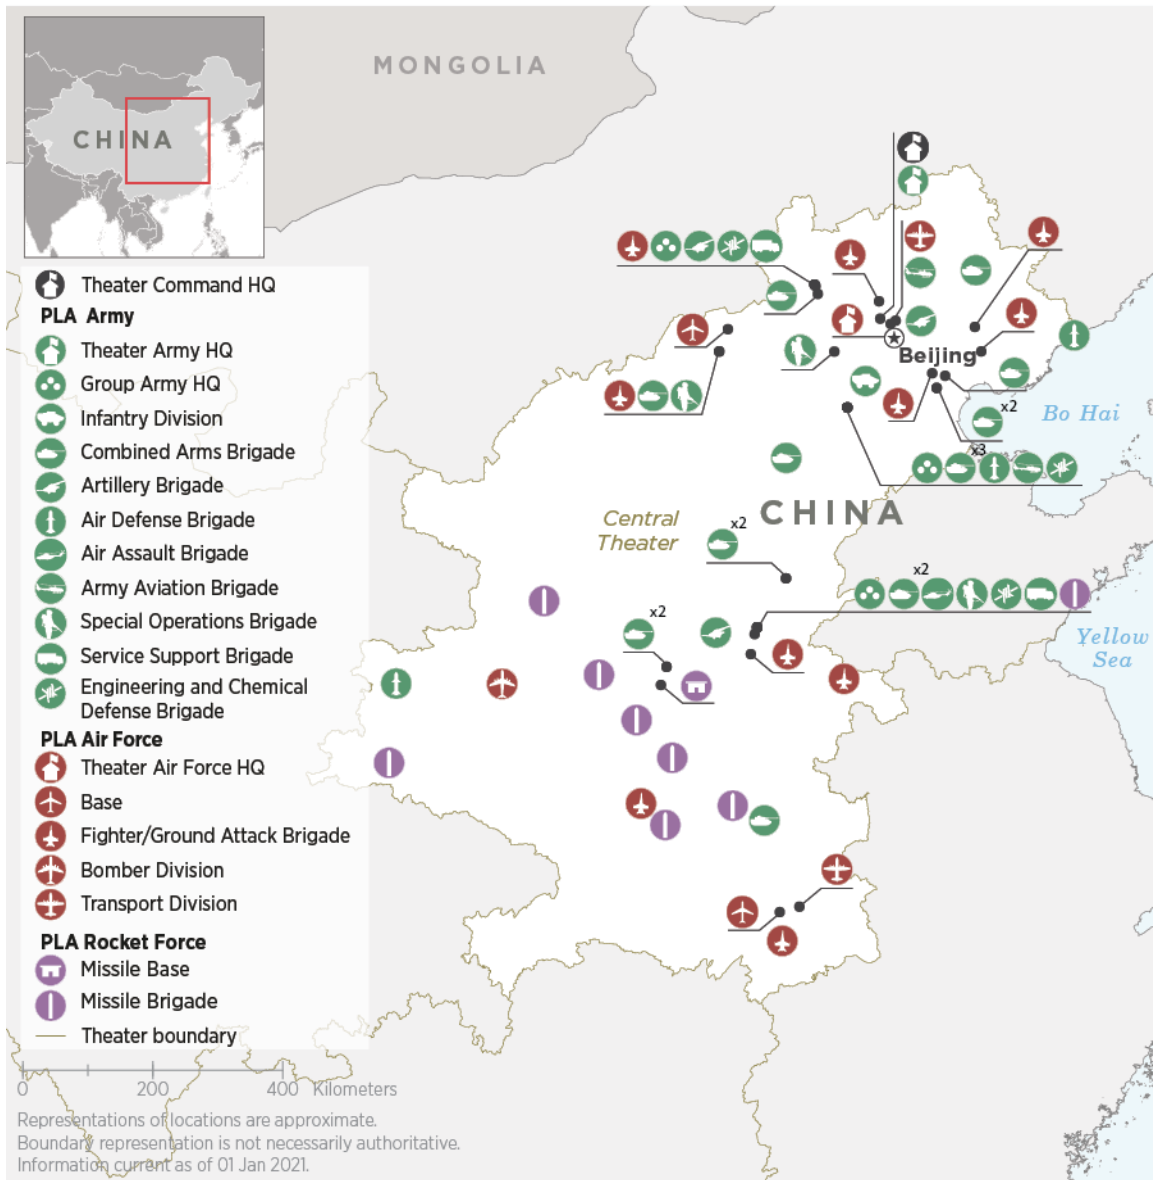 MONGOLIA
CHINA
Theater Command HQ
PLA Army
Theater Army HQ
Group Army HQ
Infantry Division
Combined Arms Brigade
Artillery Brigade
Air Defense Brigade
Air Assault Brigade
Army Aviation Brigade
Special Operations Brigade
Service Support Brigade
Engineering and Chemical
Defense Brigade
PLA Air Force
Theater Air Force HQ
Base
Fighter/Ground Attack Brigade
Bomber Division
Transport Division
PLA Rocket Force
Missile Base
Missile Brigade
Theater boundary
0 200 400 Kilometers
Representations of locations are approximate.
Boundary representation is not necessarily authoritative.
Information current as of 01 Jan 2021.
Beijing
x2
Bo Hai
x3
CHINA
Central
Theater
x2
x2
x2
Yellow
Sea